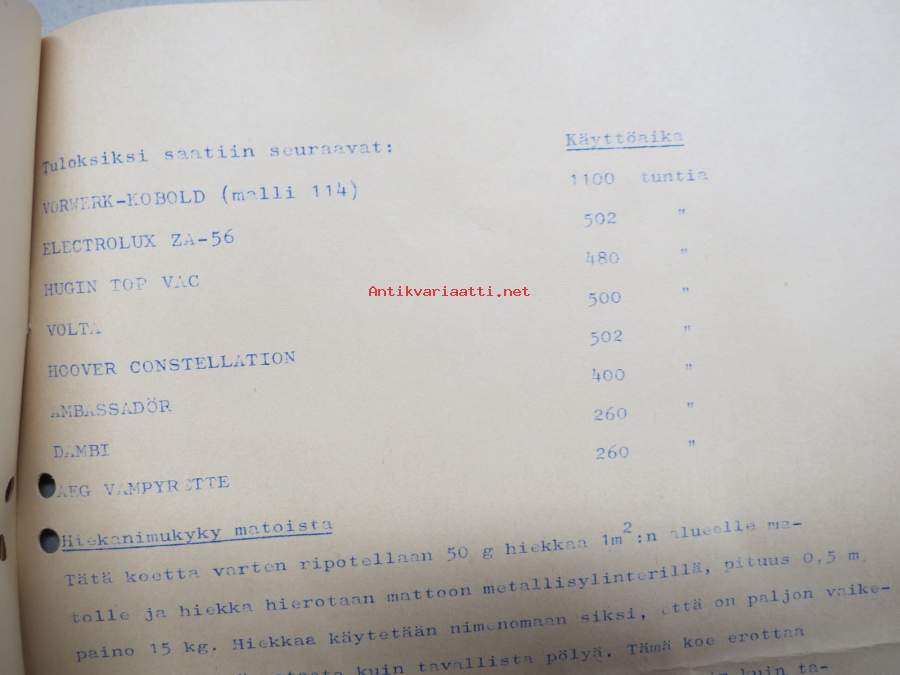 Tuloksiksi saatiin seuraavat: Käyttöaika
VORWERK-KOBOLD (malli 114) 1100 tuntia
ELECTROLUX ZA-56 502 "
HUGIN TOP VAC 480 "
VOLTA 500 "
HOOVER CONSTELLATION 502 "
AMBASSADÖR 400 "
DAMBI 260 "
AEG VAMPYRETTE 260 "
Antikvariaatti.net
Hiekanimukyky matoista
Tätä koetta varten ripotellaan 50 g hiekkaa 1m²:n alueelle ma-
tolle ja hiekka hierotaan mattoon metallisylinterillä, pituus 0,5 m,
paino 15 kg. Hiekkaa käytetään nimenomaan siksi, että on paljon vaike-
kuin tavallista pölyä. Tämä koe erottaa
kuin ta-